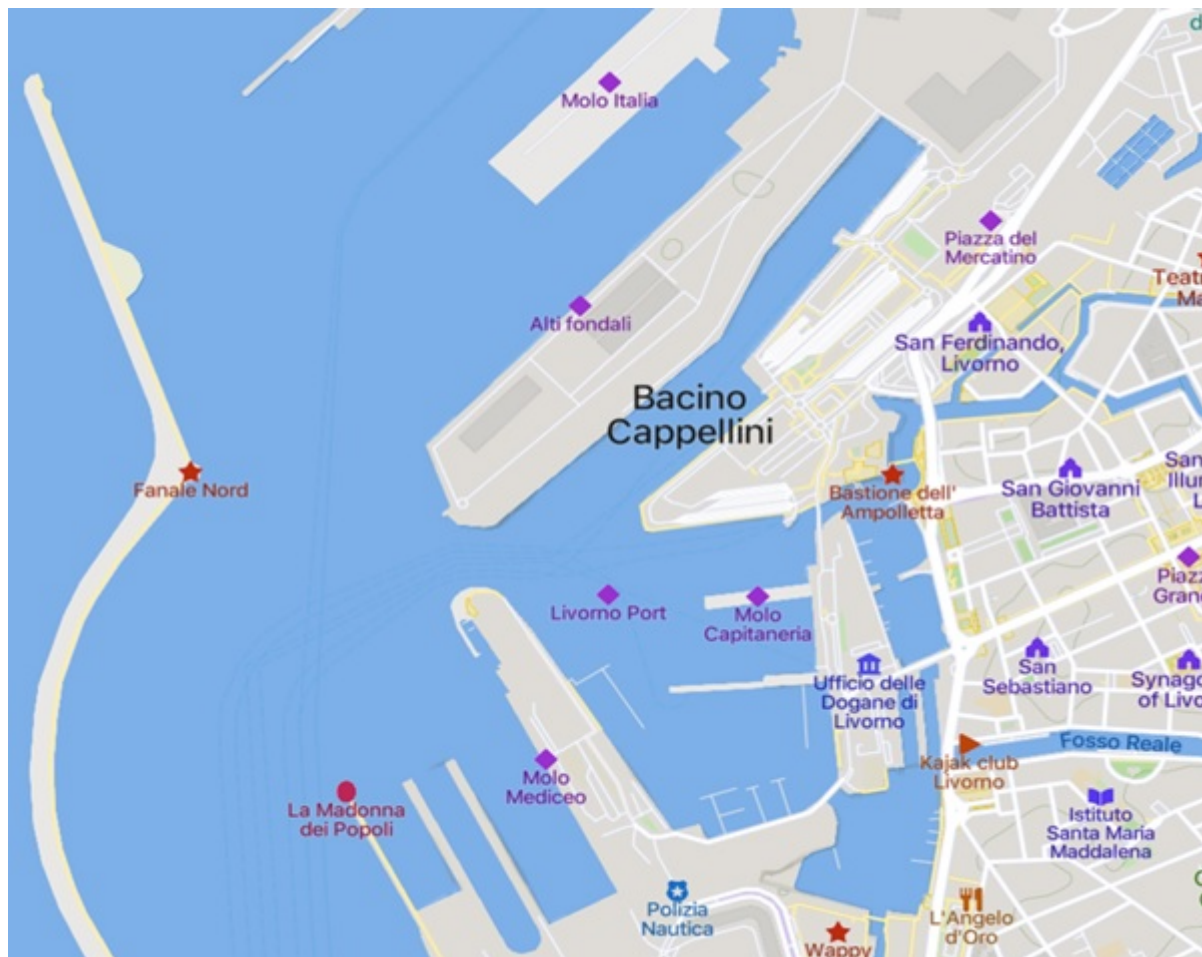 Molo Italia
Piazza del
Mercatino
Alti fondali
San Ferdinando,
Livorno
Bacino
Cappellini
Fanale Nord
Bastione dell'
Ampolletta
San Giovanni
Battista
San
Livorno Port
Molo
Capitaneria
San
Sebastiano
Ufficio delle
Dogane di
Livorno
Fosso Reale
Kajak club
Livorno
Molo
Mediceo
La Madonna
dei Popoli
Istituto
Santa Maria
Maddalena
Polizia
Nautica
L'Angelo
d'Oro
Wappy